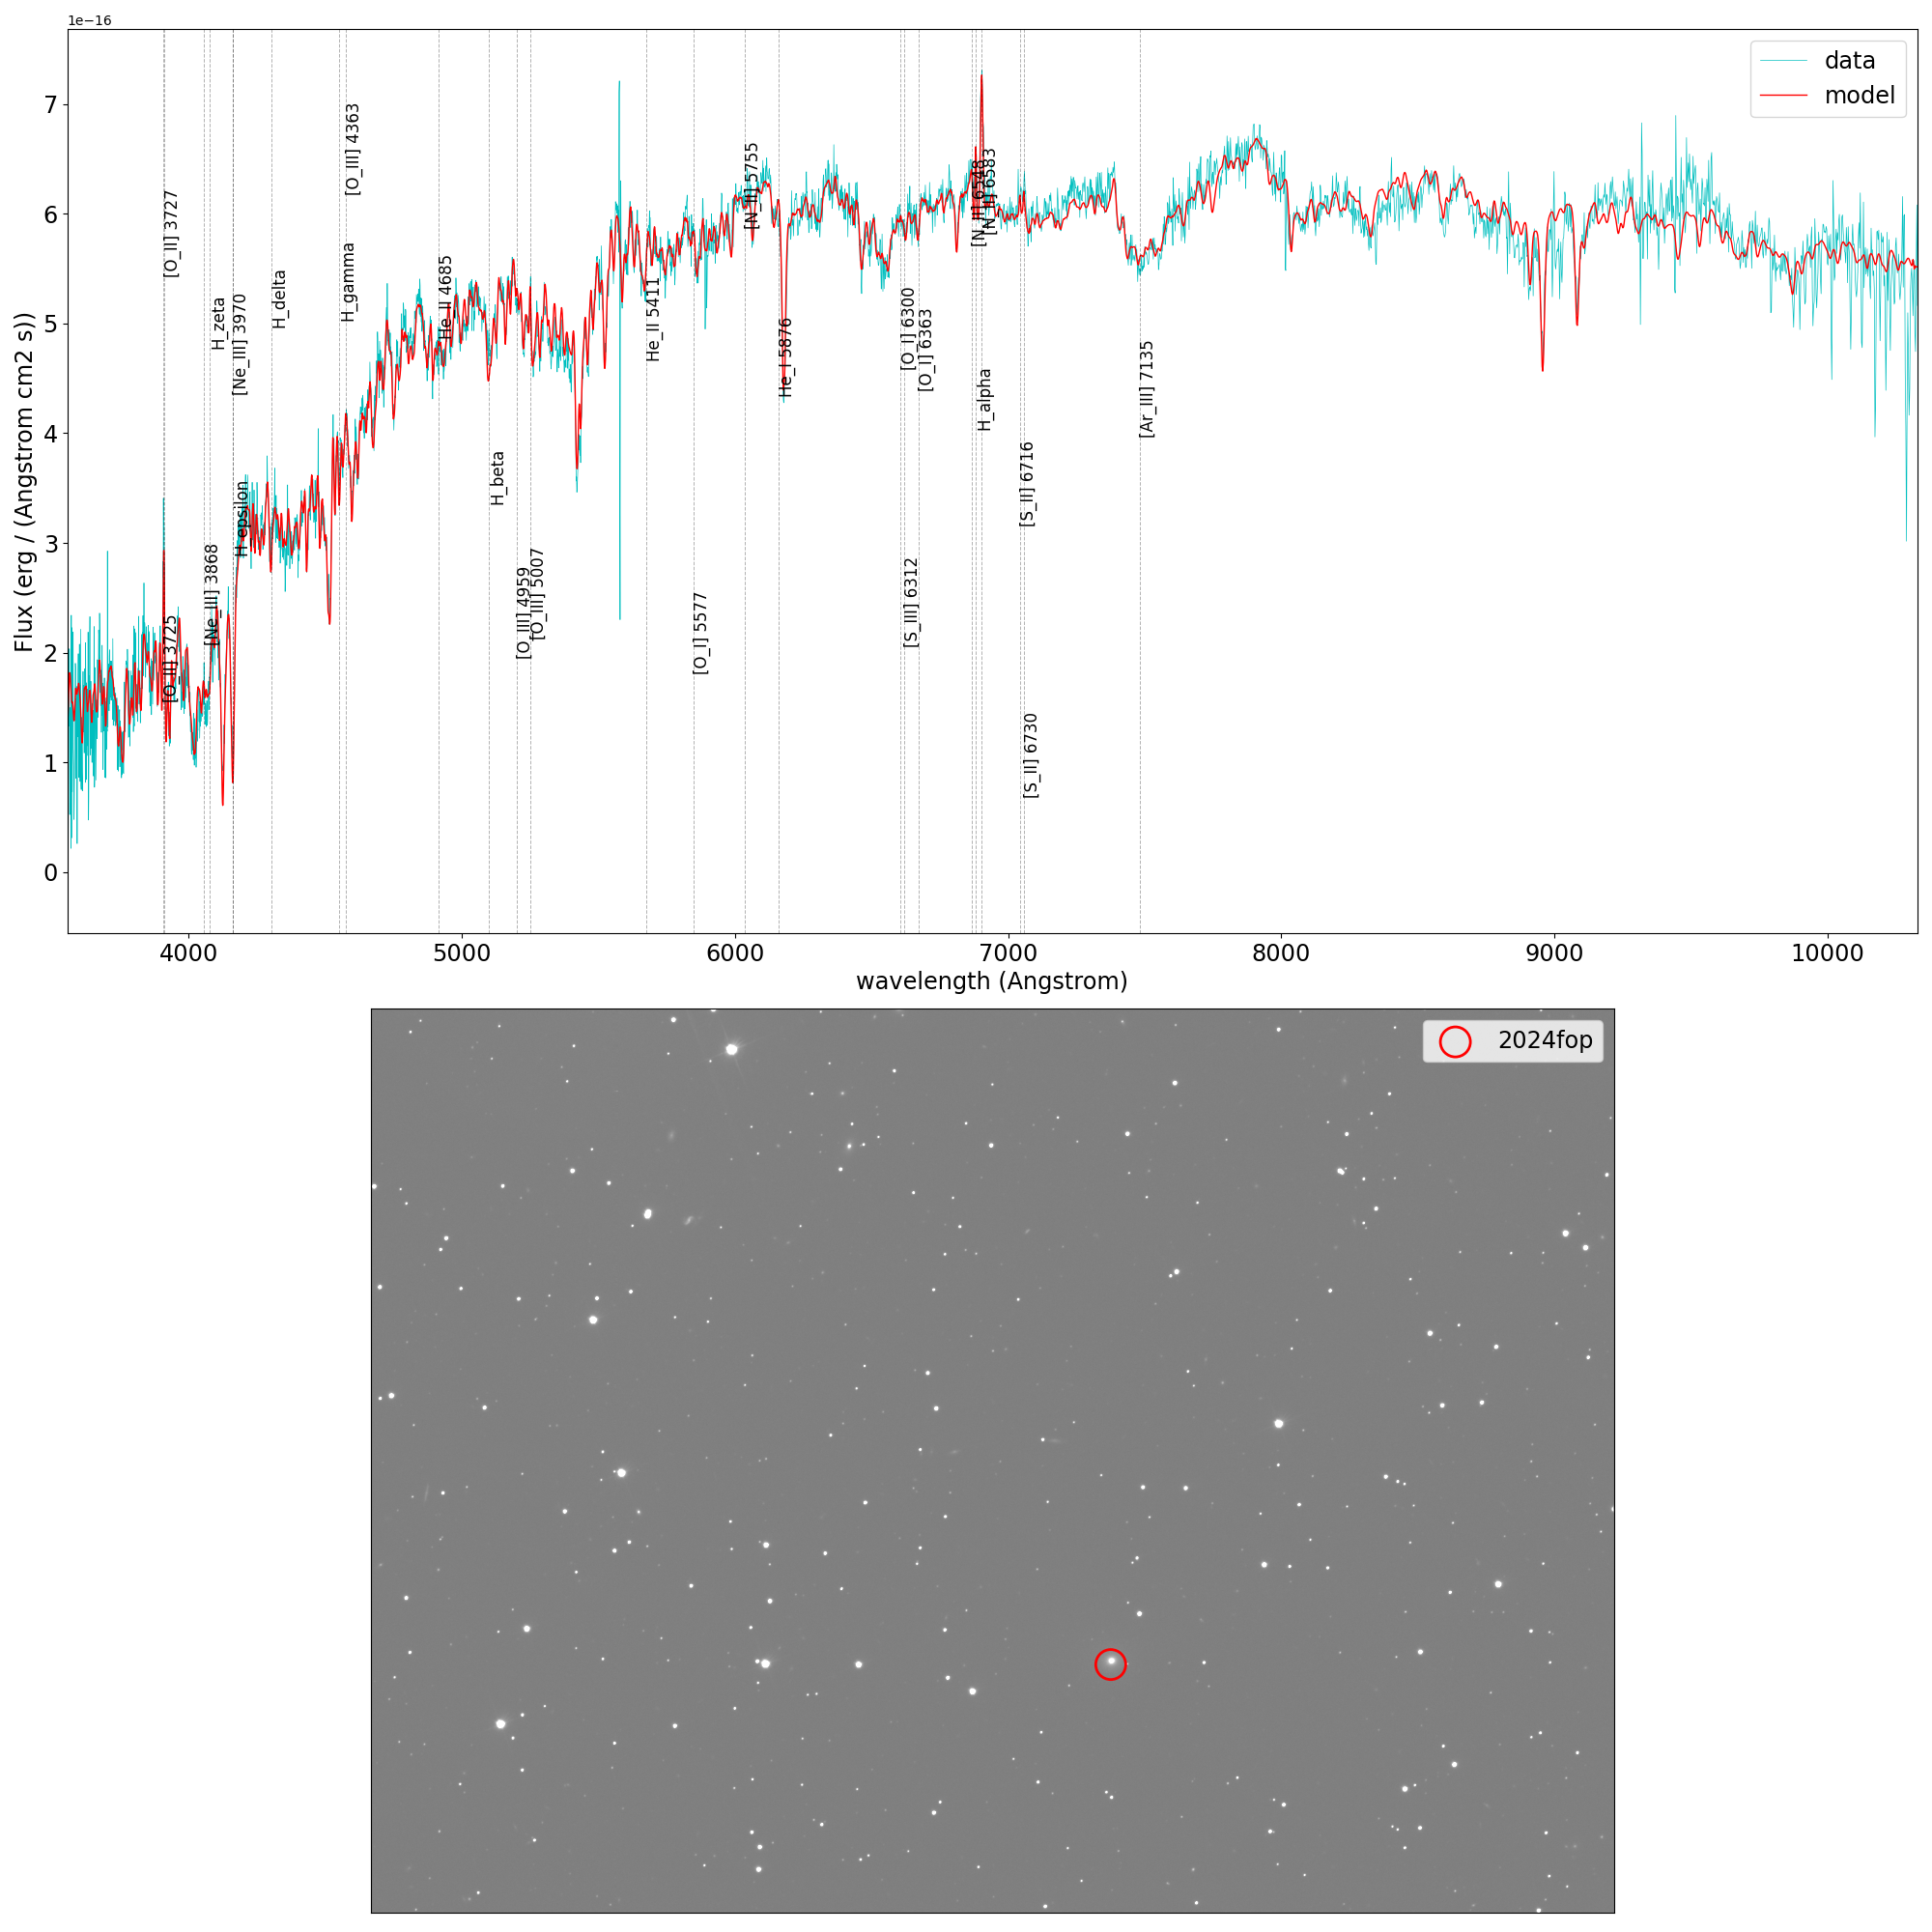 1e−16
data
model
7
6
5
4
3
2
1
0
Flux (erg / (Angstrom cm2 s))
[O_II] 3727
[O_II] 3725
H_zeta
[Ne_III] 3868
[Ne_III] 3970
H_epsilon
H_delta
H_gamma
[O_III] 4363
He_II 4685
H_beta
[O_III] 4959
[O_III] 5007
He_II 5411
[O_I] 5577
[N_II] 5755
He_I 5876
[O_I] 6300
[S_III] 6312
[O_I] 6363
[N_II] 6548
H_alpha
[N_II] 6583
[S_II] 6716
[S_II] 6730
[Ar_III] 7135
4000 5000 6000 7000 8000 9000 10000
wavelength (Angstrom)
2024fop